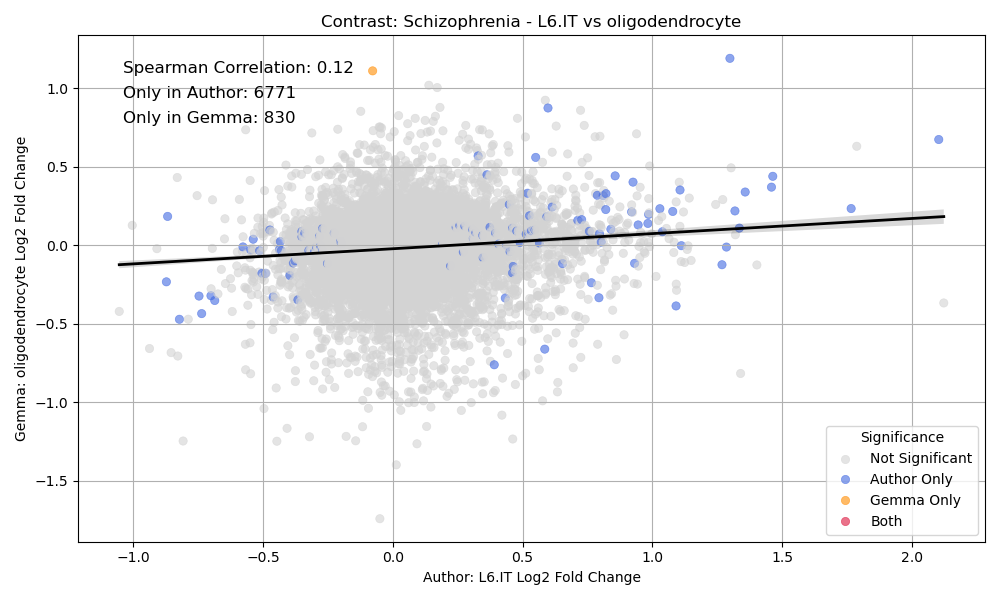 Contrast: Schizophrenia - L6.IT vs oligodendrocyte
Spearman Correlation: 0.12
Only in Author: 6771
Only in Gemma: 830
Gemma: oligodendrocyte Log2 Fold Change
1.0
0.5
0.0
−0.5
−1.0
−1.5
Significance
Not Significant
Author Only
Gemma Only
Both
−1.0 −0.5 0.0 0.5 1.0 1.5 2.0
Author: L6.IT Log2 Fold Change